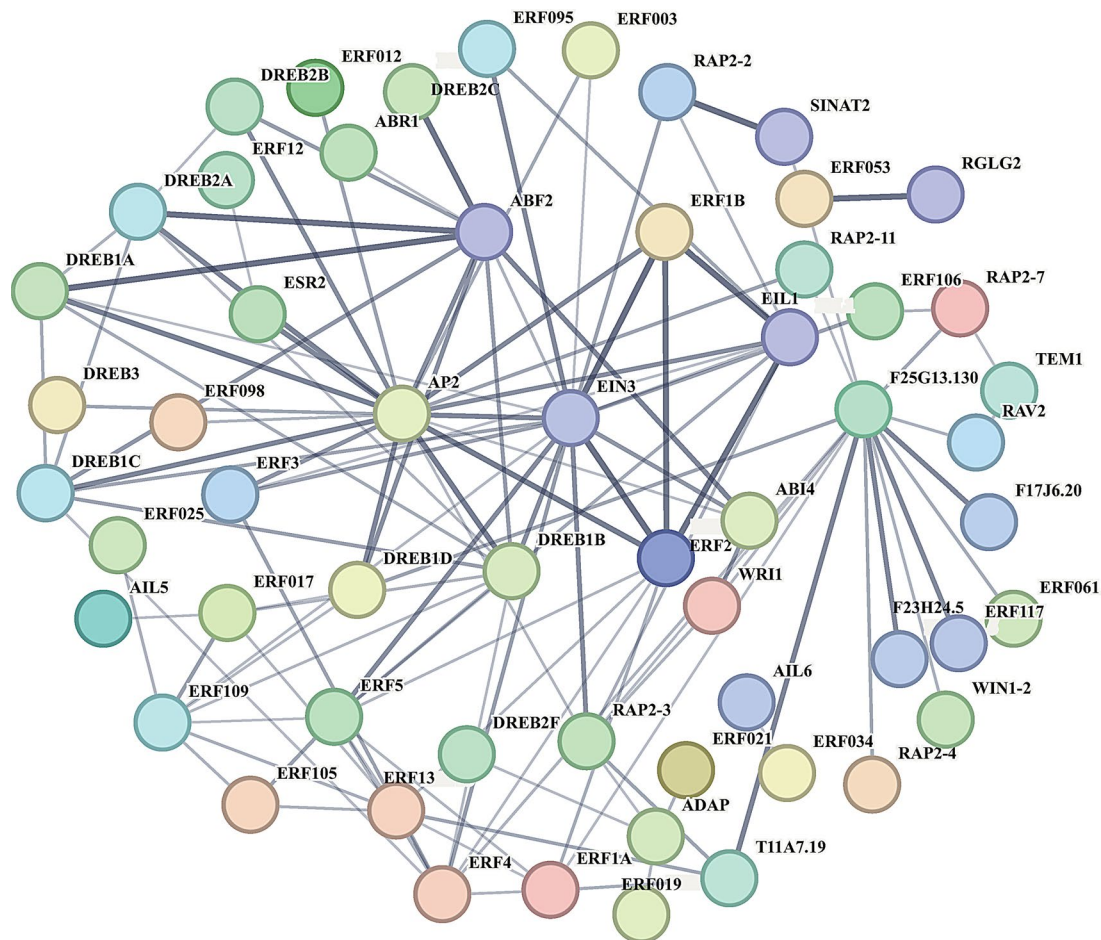 ERF095
ERF003
ERF012
RAP2-2
DREB2B
DREB2C
SINAT2
ABR1
ERF12
ERF053
RGLG2
DREB2A
ABF2
ERF1B
RAP2-11
DREB1A
ESR2
EIL1
ERF106
RAP2-7
TEM1
DREB3
ERF098
AP2
EIN3
F25G13.130
RAV2
DREB1C
ERF3
ABI4
F17J6.20
ERF025
DREB1D
DREB1B
ERF2
WRI1
AIL5
ERF017
F23H24.5
ERF117
ERF061
AIL6
WIN1-2
ERF109
ERF5
DREB2F
RAP2-3
ERF021
ERF034
RAP2-4
ERF105
ERF13
ADAP
T11A7.19
ERF4
ERF1A
ERF019